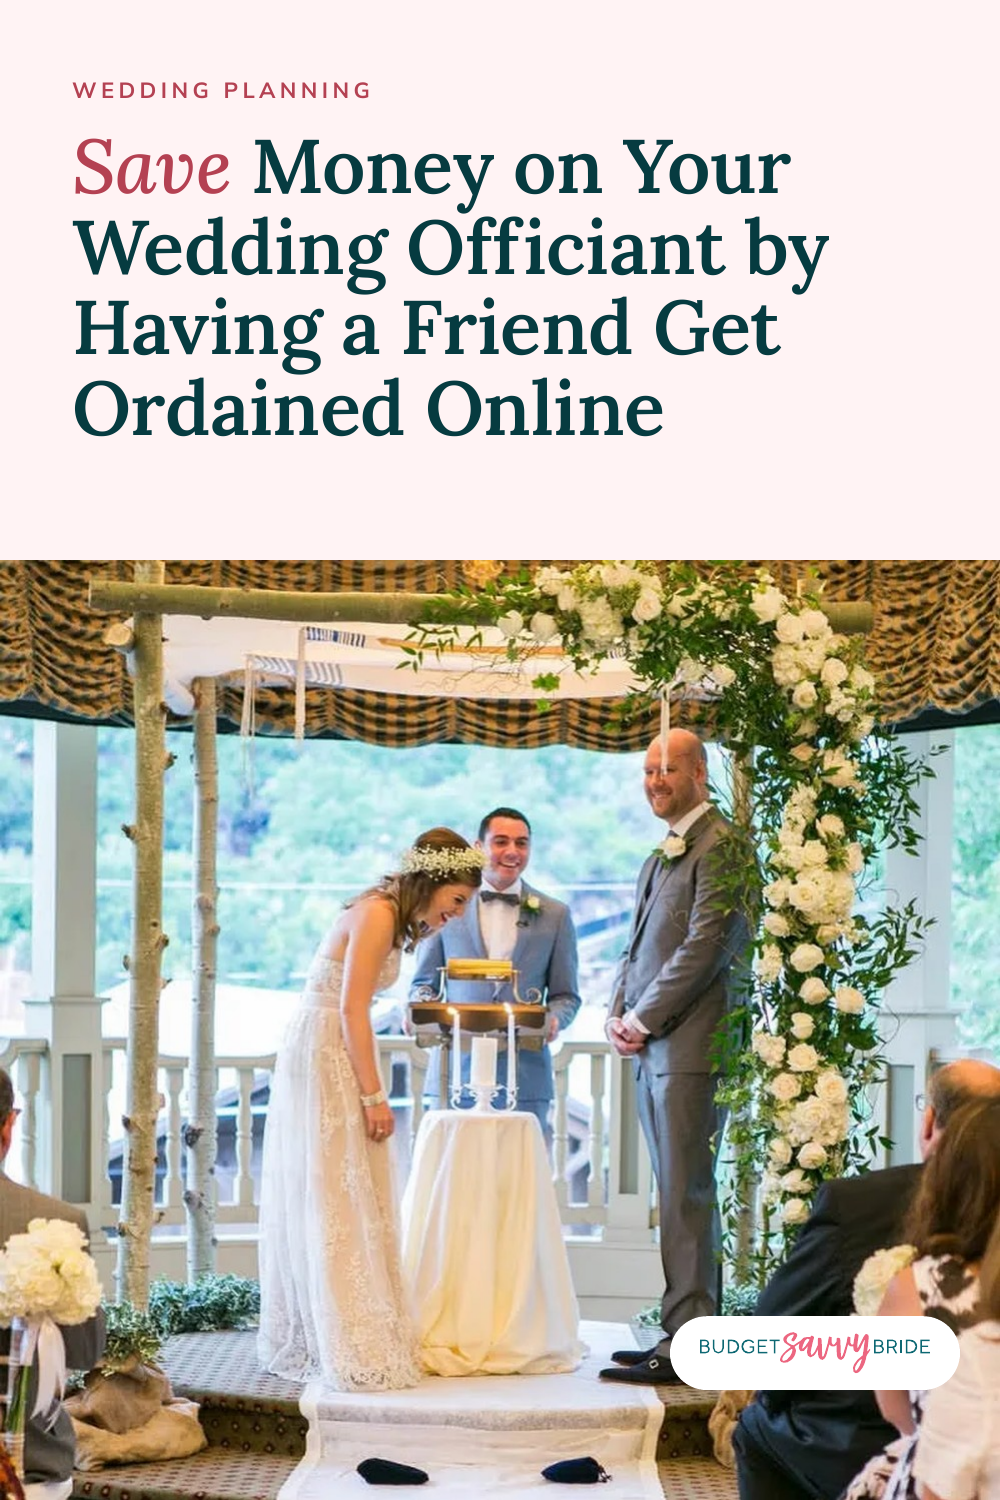 WEDDING PLANNING
Save Money on Your
Wedding Officiant by
Having a Friend Get
Ordained Online
BUDGET savvy BRIDE